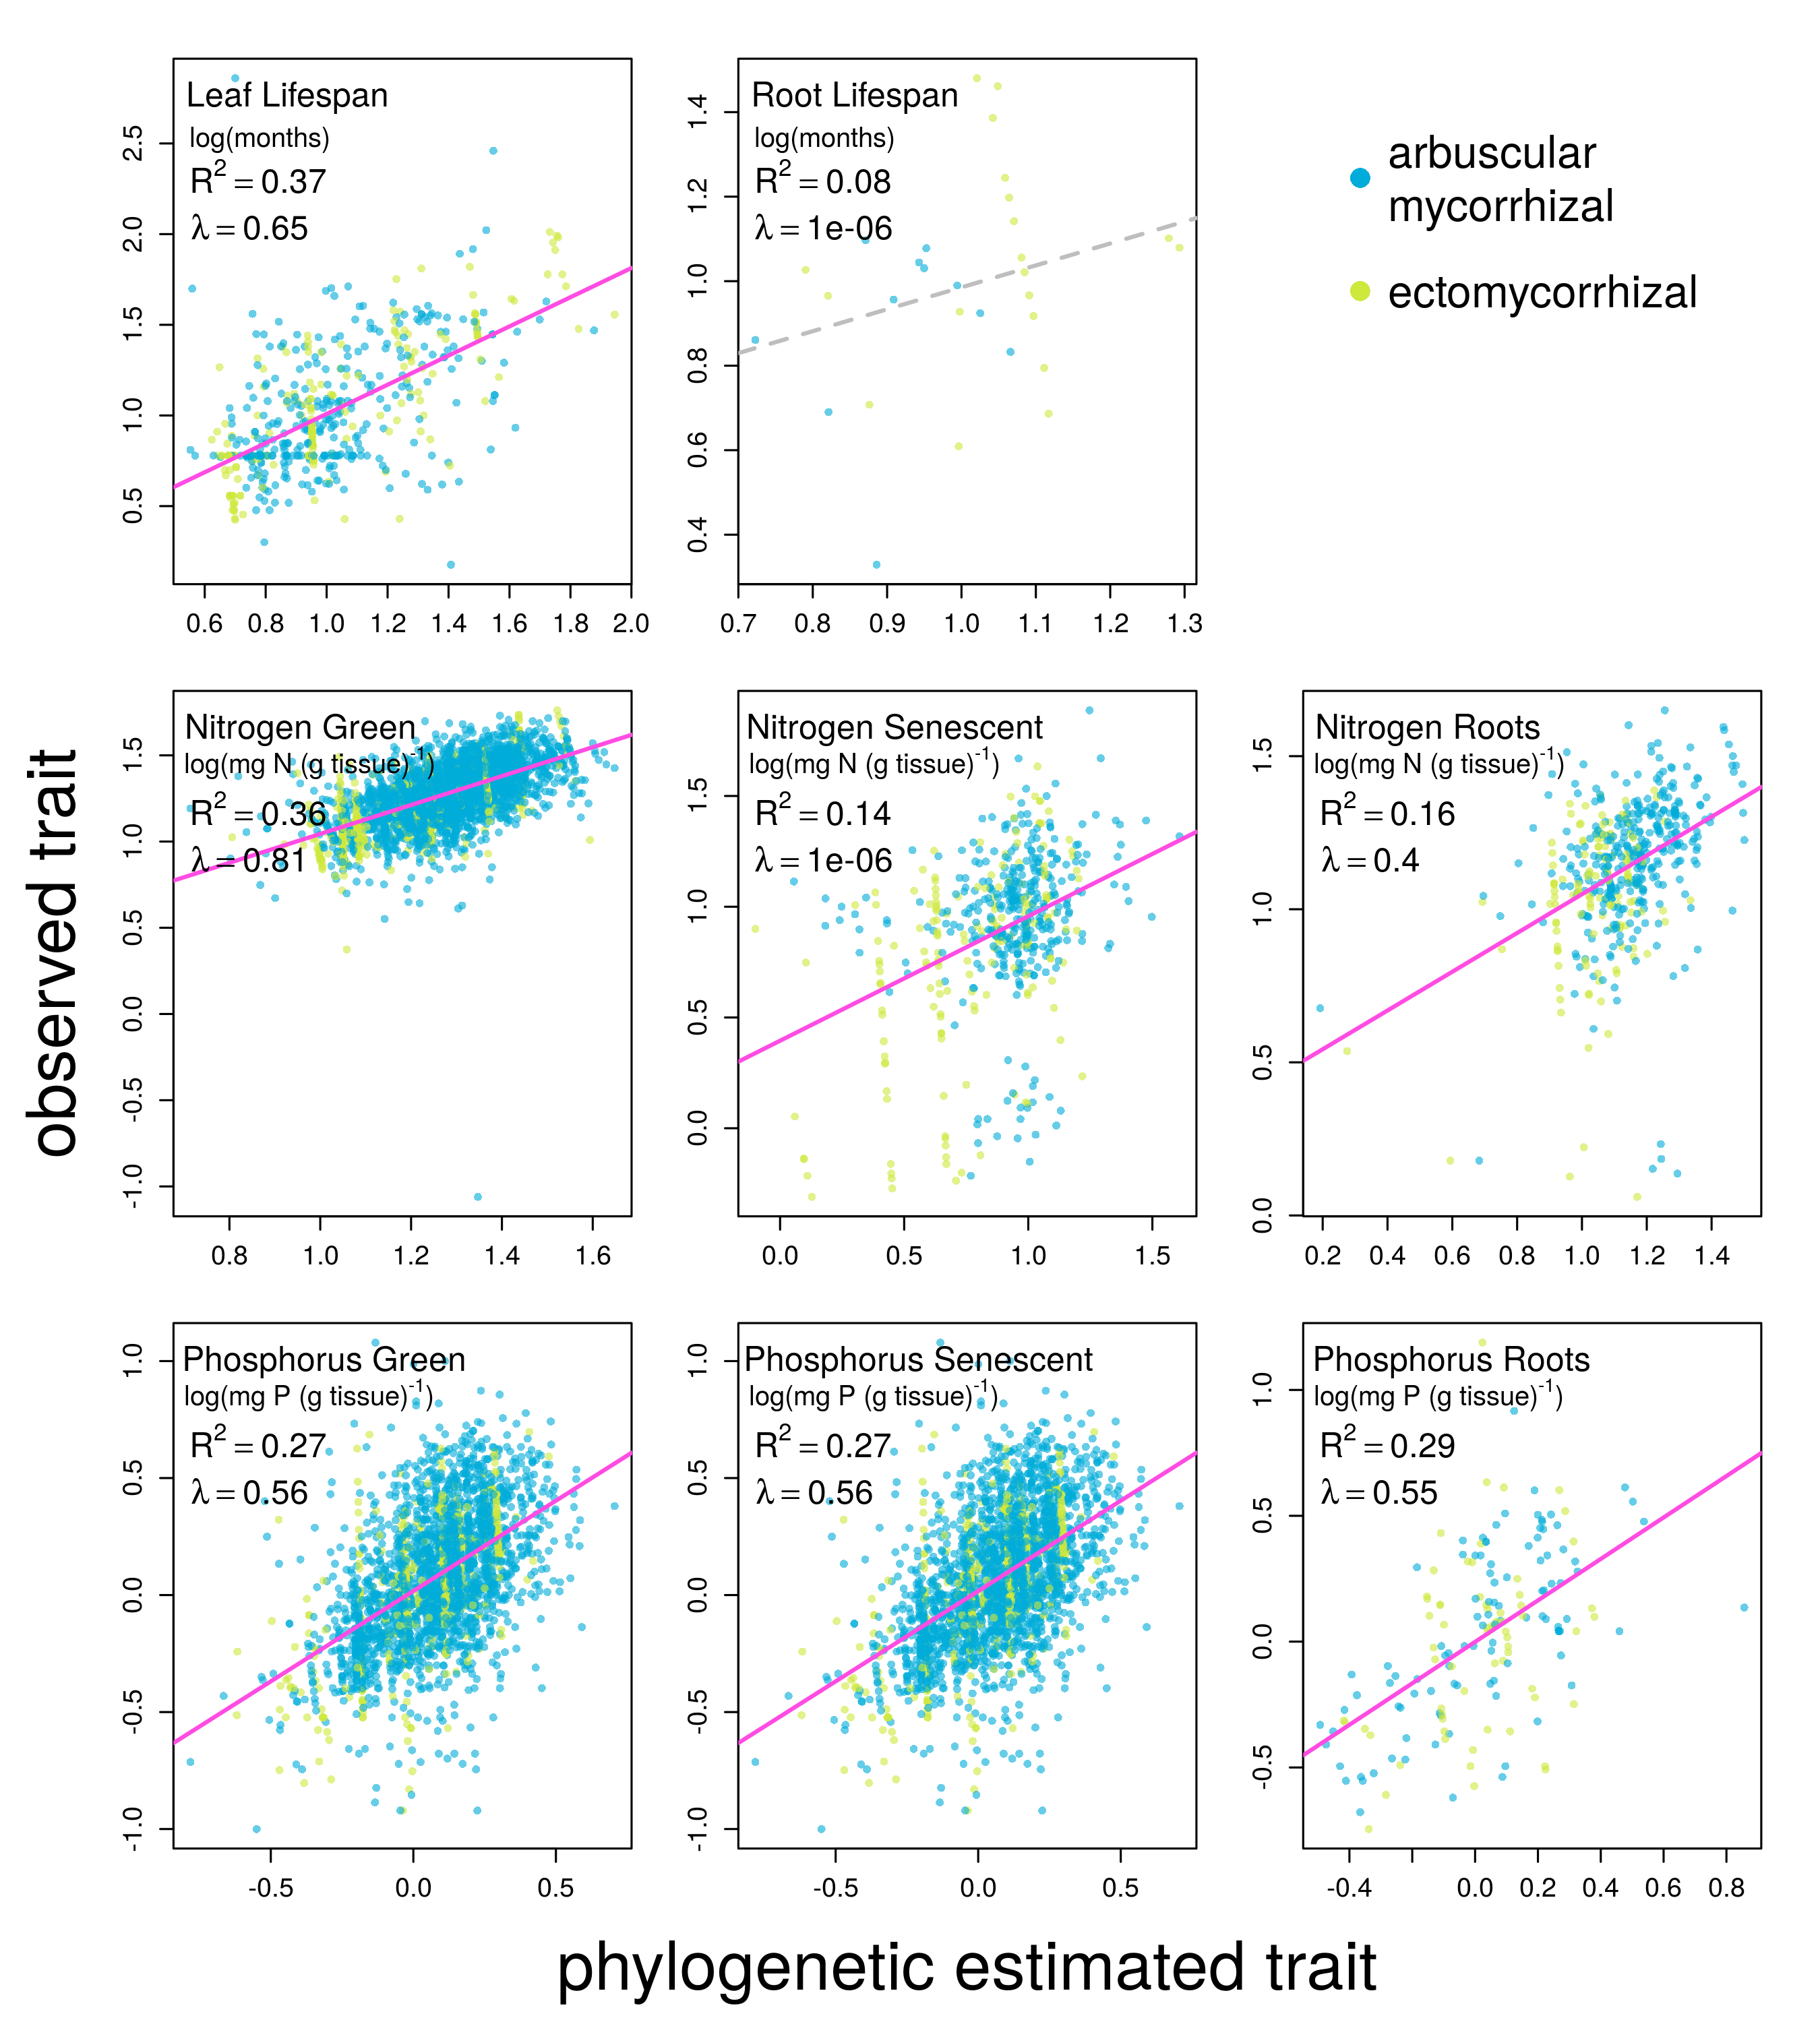 Leaf Lifespan
log(months)
R² = 0.37
λ = 0.65
2.5
2.0
1.5
1.0
0.5
0.6 0.8 1.0 1.2 1.4 1.6 1.8 2.0
Root Lifespan
log(months)
R² = 0.08
λ = 1e-06
1.4
1.2
1.0
0.8
0.6
0.4
0.7 0.8 0.9 1.0 1.1 1.2 1.3
arbuscular
mycorrhizal
ectomycorrhizal
observed trait
Nitrogen Green
log(mg N (g tissue)⁻¹)
R² = 0.36
λ = 0.81
1.5
1.0
0.5
0.0
-0.5
-1.0
0.8 1.0 1.2 1.4 1.6
Nitrogen Senescent
log(mg N (g tissue)⁻¹)
R² = 0.14
λ = 1e-06
1.5
1.0
0.5
0.0
0.0 0.5 1.0 1.5
Nitrogen Roots
log(mg N (g tissue)⁻¹)
R² = 0.16
λ = 0.4
1.5
1.0
0.5
0.0
0.2 0.4 0.6 0.8 1.0 1.2 1.4
Phosphorus Green
log(mg P (g tissue)⁻¹)
R² = 0.27
λ = 0.56
1.0
0.5
0.0
-0.5
-1.0
-0.5 0.0 0.5
Phosphorus Senescent
log(mg P (g tissue)⁻¹)
R² = 0.27
λ = 0.56
1.0
0.5
0.0
-0.5
-1.0
-0.5 0.0 0.5
Phosphorus Roots
log(mg P (g tissue)⁻¹)
R² = 0.29
λ = 0.55
1.0
0.5
0.0
-0.5
-0.4 0.0 0.2 0.4 0.6 0.8
phylogenetic estimated trait